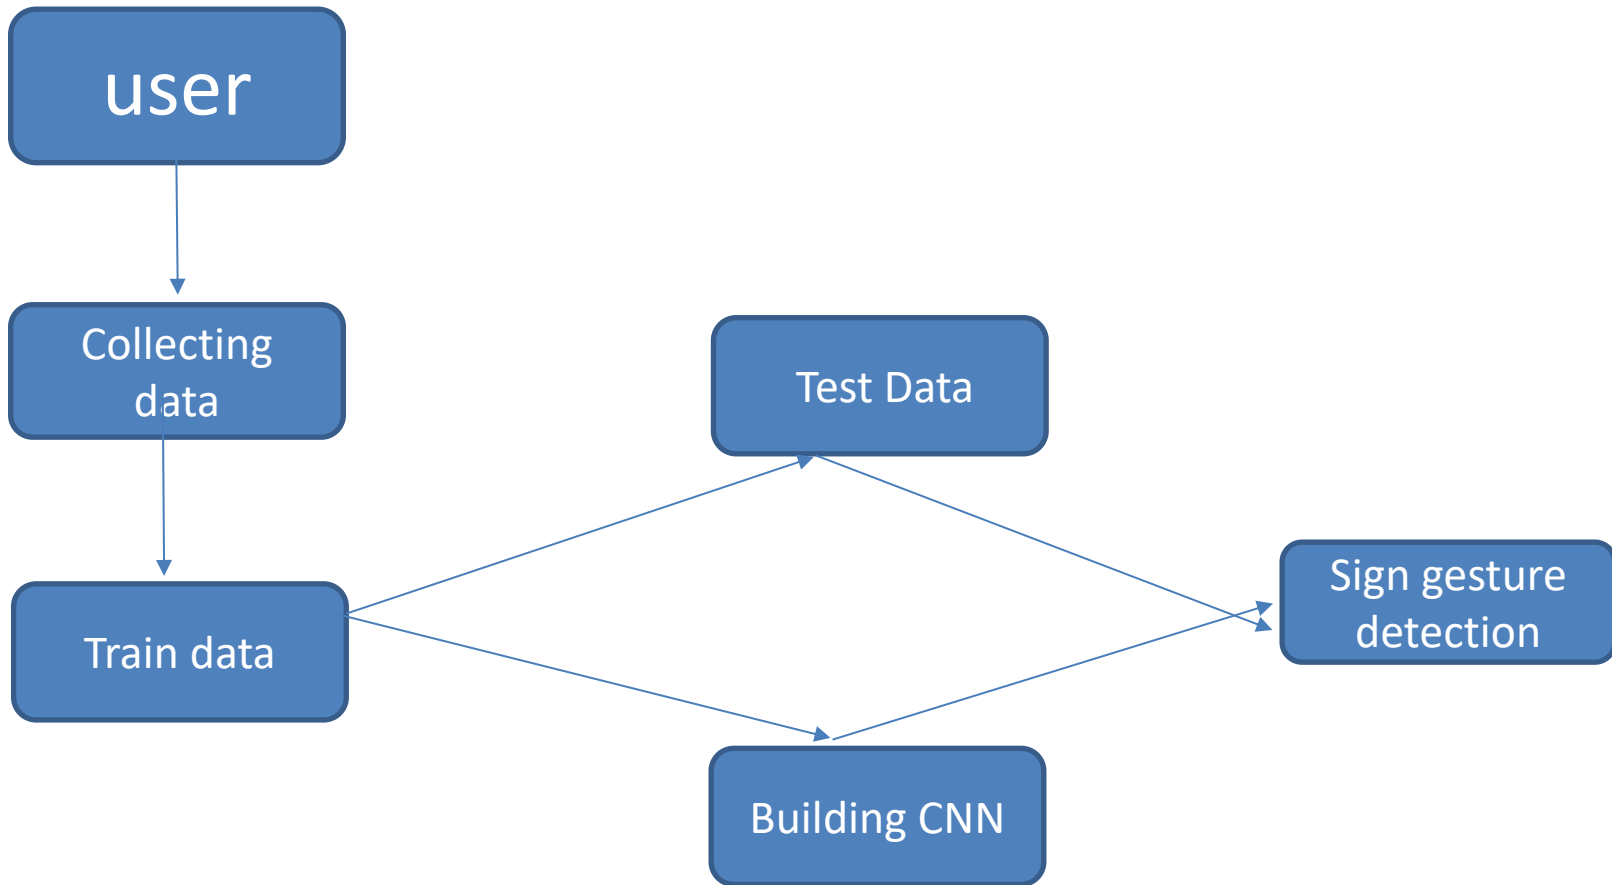 user
Collecting
data
Test Data
Train data
Sign gesture
detection
Building CNN